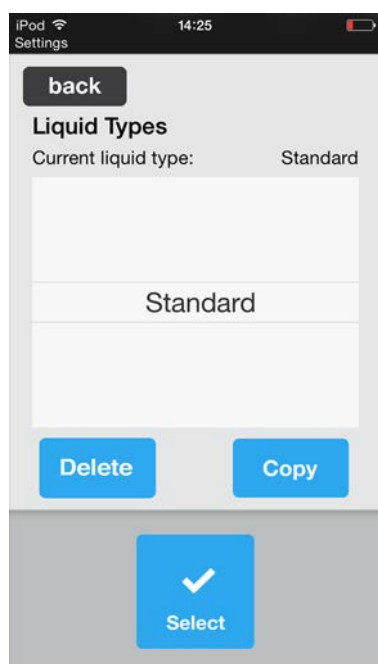 iPod 14:25
Settings
back
Liquid Types
Current liquid type: Standard
Standard
Delete Copy
Select